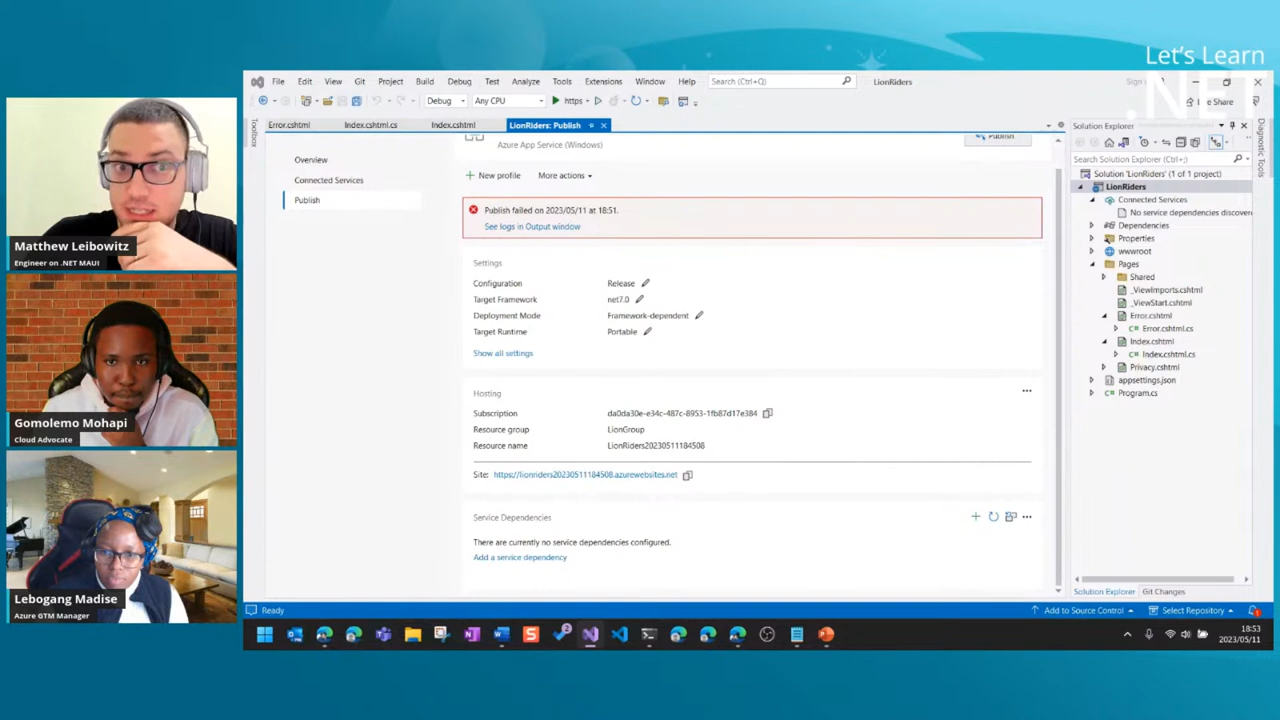 Let's Learn
.NET
File Edit View Git Project Build Debug Test Analyze Tools Extensions Window Help Search (Ctrl+Q) LionRiders
Debug Any CPU https Share
Error.cshtml Index.cshtml.cs Index.cshtml LionRiders: Publish
Toolbox
Overview
Connected Services
Publish
Azure App Service (Windows)
Publish
New profile More actions
Publish failed on 2023/05/11 at 18:51.
See logs in Output window
Settings
Configuration Release
Target Framework net7.0
Deployment Mode Framework-dependent
Target Runtime Portable
Show all settings
Hosting
Subscription da0da30e-e34c-487c-8953-1fb87d17e384
Resource group LionGroup
Resource name LionRiders20230511184508
Site: https://lionriders20230511184508.azurewebsites.net
Service Dependencies
There are currently no service dependencies configured.
Add a service dependency
Solution Explorer
Search Solution Explorer (Ctrl+;)
Solution 'LionRiders' (1 of 1 project)
LionRiders
Connected Services
No service dependencies discovere
Dependencies
Properties
wwwroot
Pages
Shared
_ViewImports.cshtml
_ViewStart.cshtml
Error.cshtml
Error.cshtml.cs
Index.cshtml
Index.cshtml.cs
Privacy.cshtml
appsettings.json
Program.cs
Solution Explorer Git Changes
Diagnostic Tools
Ready Add to Source Control Select Repository
18:53
2023/05/11
Matthew Leibowitz
Engineer on .NET MAUI
Gomolemo Mohapi
Cloud Advocate
Lebogang Madise
Azure GTM Manager